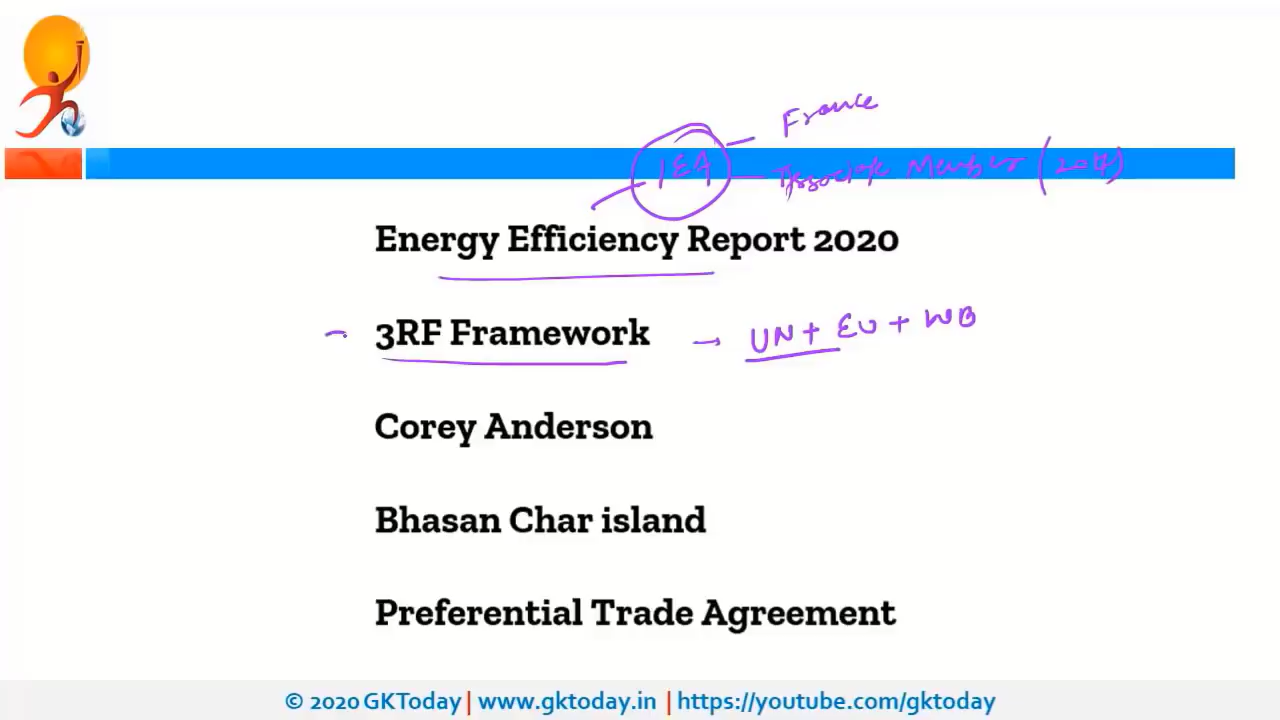 France
IEA
Associate Member (2017)
Energy Efficiency Report 2020
3RF Framework → UN + EU + WB
Corey Anderson
Bhasan Char island
Preferential Trade Agreement
© 2020 GKToday | www.gktoday.in | https://youtube.com/gktoday